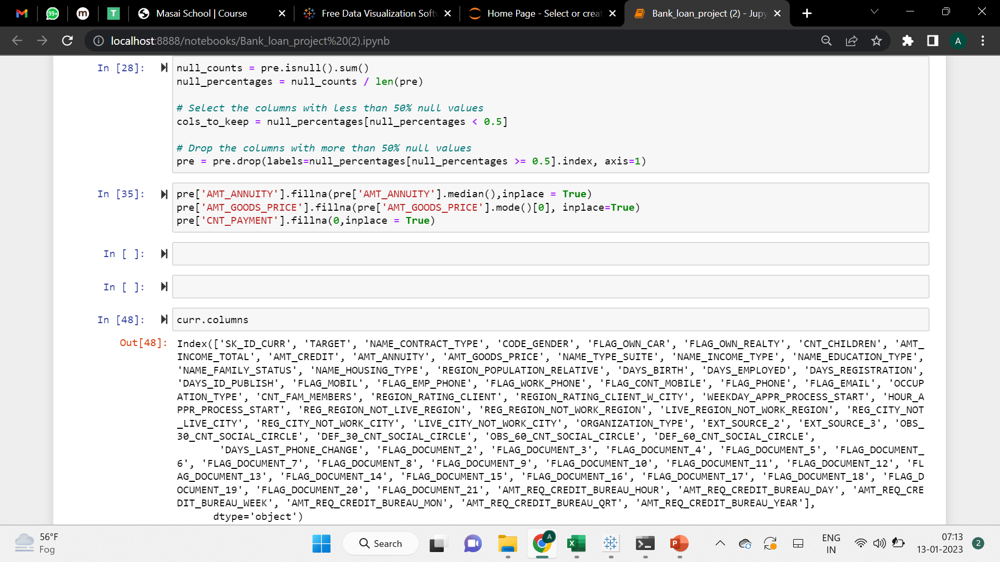 99+
m
T
Masai School | Course
Free Data Visualization Softw
Home Page - Select or creat
Bank_loan_project (2) - Jupy
localhost:8888/notebooks/Bank_loan_project%20(2).ipynb
A
In [28]:
null_counts = pre.isnull().sum()
null_percentages = null_counts / len(pre)
# Select the columns with less than 50% null values
cols_to_keep = null_percentages[null_percentages < 0.5]
# Drop the columns with more than 50% null values
pre = pre.drop(labels=null_percentages[null_percentages >= 0.5].index, axis=1)
In [35]:
pre['AMT_ANNUITY'].fillna(pre['AMT_ANNUITY'].median(),inplace = True)
pre['AMT_GOODS_PRICE'].fillna(pre['AMT_GOODS_PRICE'].mode()[0], inplace=True)
pre['CNT_PAYMENT'].fillna(0,inplace = True)
In [ ]:
In [ ]:
In [48]:
curr.columns
Out[48]:
Index(['SK_ID_CURR', 'TARGET', 'NAME_CONTRACT_TYPE', 'CODE_GENDER', 'FLAG_OWN_CAR', 'FLAG_OWN_REALTY', 'CNT_CHILDREN', 'AMT_
INCOME_TOTAL', 'AMT_CREDIT', 'AMT_ANNUITY', 'AMT_GOODS_PRICE', 'NAME_TYPE_SUITE', 'NAME_INCOME_TYPE', 'NAME_EDUCATION_TYPE',
'NAME_FAMILY_STATUS', 'NAME_HOUSING_TYPE', 'REGION_POPULATION_RELATIVE', 'DAYS_BIRTH', 'DAYS_EMPLOYED', 'DAYS_REGISTRATION',
'DAYS_ID_PUBLISH', 'FLAG_MOBIL', 'FLAG_EMP_PHONE', 'FLAG_WORK_PHONE', 'FLAG_CONT_MOBILE', 'FLAG_PHONE', 'FLAG_EMAIL', 'OCCUP
ATION_TYPE', 'CNT_FAM_MEMBERS', 'REGION_RATING_CLIENT', 'REGION_RATING_CLIENT_W_CITY', 'WEEKDAY_APPR_PROCESS_START', 'HOUR_A
PPR_PROCESS_START', 'REG_REGION_NOT_LIVE_REGION', 'REG_REGION_NOT_WORK_REGION', 'LIVE_REGION_NOT_WORK_REGION', 'REG_CITY_NOT
_LIVE_CITY', 'REG_CITY_NOT_WORK_CITY', 'LIVE_CITY_NOT_WORK_CITY', 'ORGANIZATION_TYPE', 'EXT_SOURCE_2', 'EXT_SOURCE_3', 'OBS_
30_CNT_SOCIAL_CIRCLE', 'DEF_30_CNT_SOCIAL_CIRCLE', 'OBS_60_CNT_SOCIAL_CIRCLE', 'DEF_60_CNT_SOCIAL_CIRCLE',
'DAYS_LAST_PHONE_CHANGE', 'FLAG_DOCUMENT_2', 'FLAG_DOCUMENT_3', 'FLAG_DOCUMENT_4', 'FLAG_DOCUMENT_5', 'FLAG_DOCUMENT_
6', 'FLAG_DOCUMENT_7', 'FLAG_DOCUMENT_8', 'FLAG_DOCUMENT_9', 'FLAG_DOCUMENT_10', 'FLAG_DOCUMENT_11', 'FLAG_DOCUMENT_12', 'FL
AG_DOCUMENT_13', 'FLAG_DOCUMENT_14', 'FLAG_DOCUMENT_15', 'FLAG_DOCUMENT_16', 'FLAG_DOCUMENT_17', 'FLAG_DOCUMENT_18', 'FLAG_D
OCUMENT_19', 'FLAG_DOCUMENT_20', 'FLAG_DOCUMENT_21', 'AMT_REQ_CREDIT_BUREAU_HOUR', 'AMT_REQ_CREDIT_BUREAU_DAY', 'AMT_REQ_CRE
DIT_BUREAU_WEEK', 'AMT_REQ_CREDIT_BUREAU_MON', 'AMT_REQ_CREDIT_BUREAU_QRT', 'AMT_REQ_CREDIT_BUREAU_YEAR'],
dtype='object')
56°F
Fog
Search
A
ENG
IN
07:13
13-01-2023
2